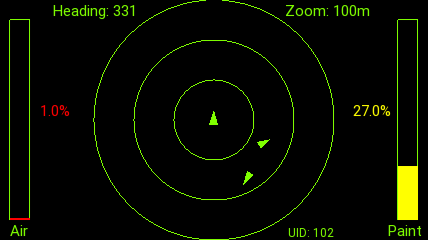 Heading: 331
Zoom: 100m
1.0%
27.0%
Air
UID: 102
Paint